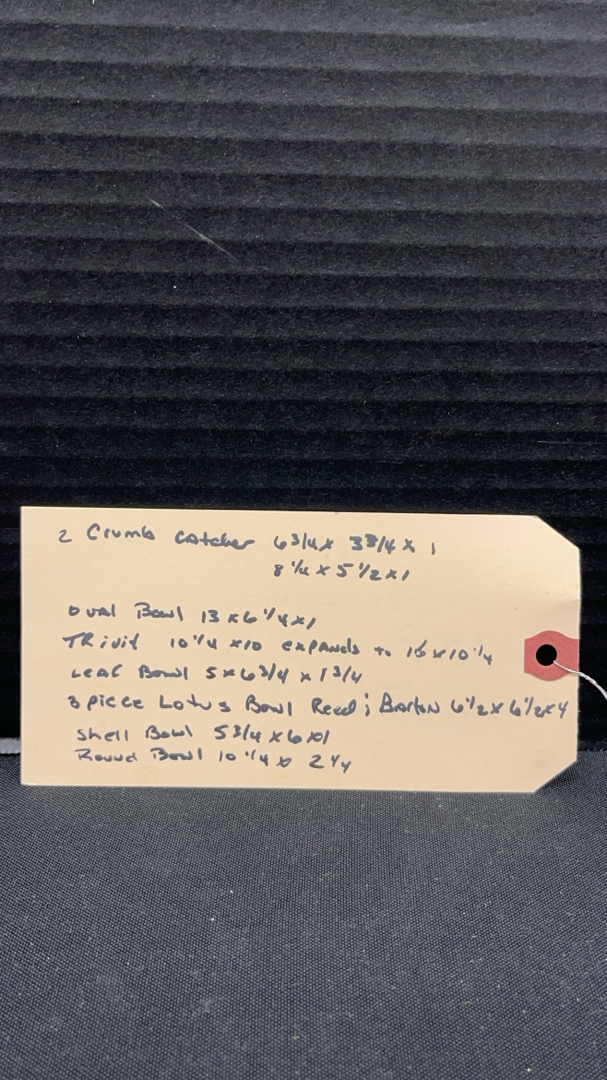 2 Crumb Catcher 6 3/4 x 3 3/4 x 1
8 1/4 x 5 1/2 x 1
Oval Bowl 13 x 6 1/4 x 1
Trivit 10 1/4 x 10 expands to 16 x 10 1/4
Leaf Bowl 5 x 6 3/4 x 1 3/4
3 piece Lotus Bowl Reed ; Barton 6 1/2 x 6 1/2 x 4
Shell Bowl 5 3/4 x 6 x 1
Round Bowl 10 1/4 x 2 1/4